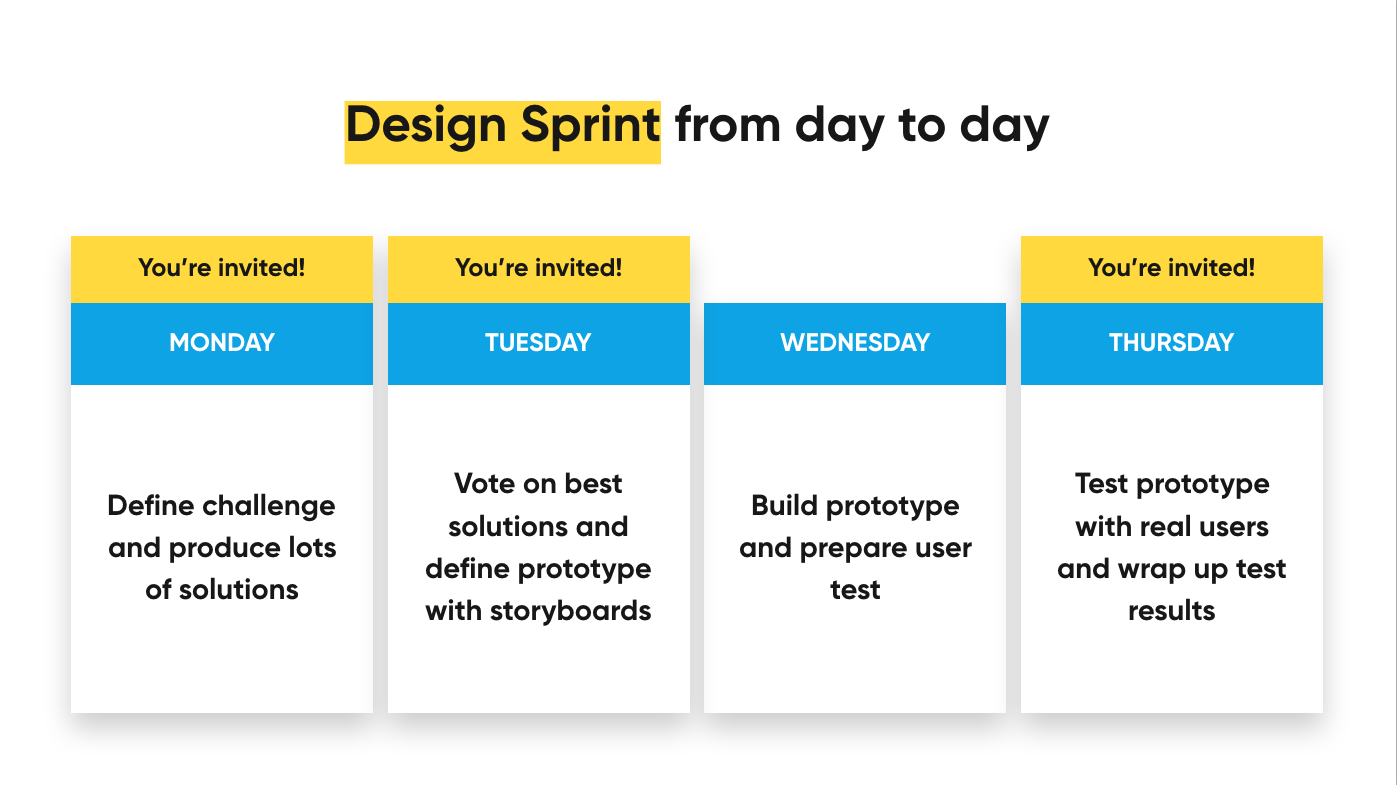 Design Sprint from day to day
You’re invited!
MONDAY
Define challenge
and produce lots
of solutions
You’re invited!
TUESDAY
Vote on best
solutions and
define prototype
with storyboards
WEDNESDAY
Build prototype
and prepare user
test
You’re invited!
THURSDAY
Test prototype
with real users
and wrap up test
results